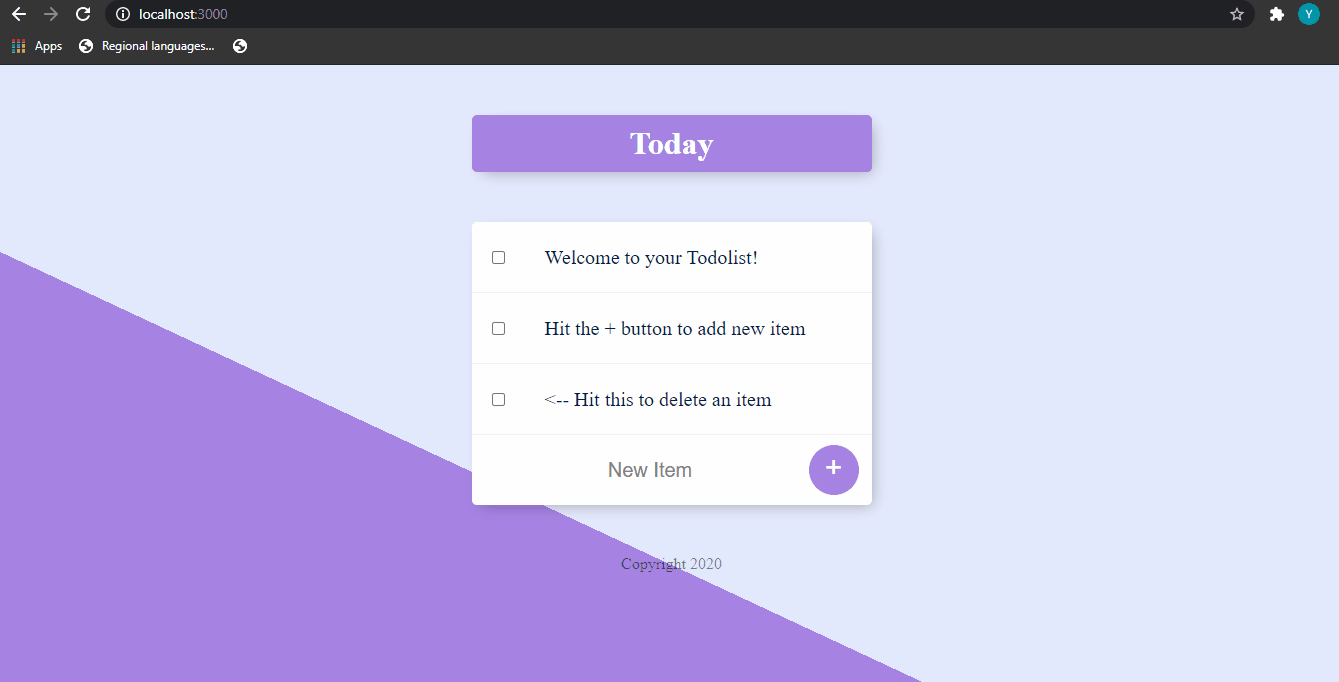 localhost:3000
Y
Apps
Regional languages...
Today
Welcome to your Todolist!
Hit the + button to add new item
<-- Hit this to delete an item
New Item
+
Copyright 2020